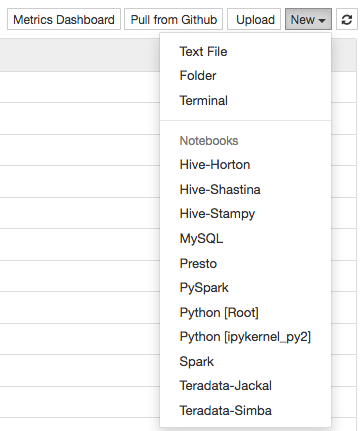 Metrics Dashboard Pull from Github Upload New
Text File
Folder
Terminal
Notebooks
Hive-Horton
Hive-Shastina
Hive-Stampy
MySQL
Presto
PySpark
Python [Root]
Python [ipykernel_py2]
Spark
Teradata-Jackal
Teradata-Simba